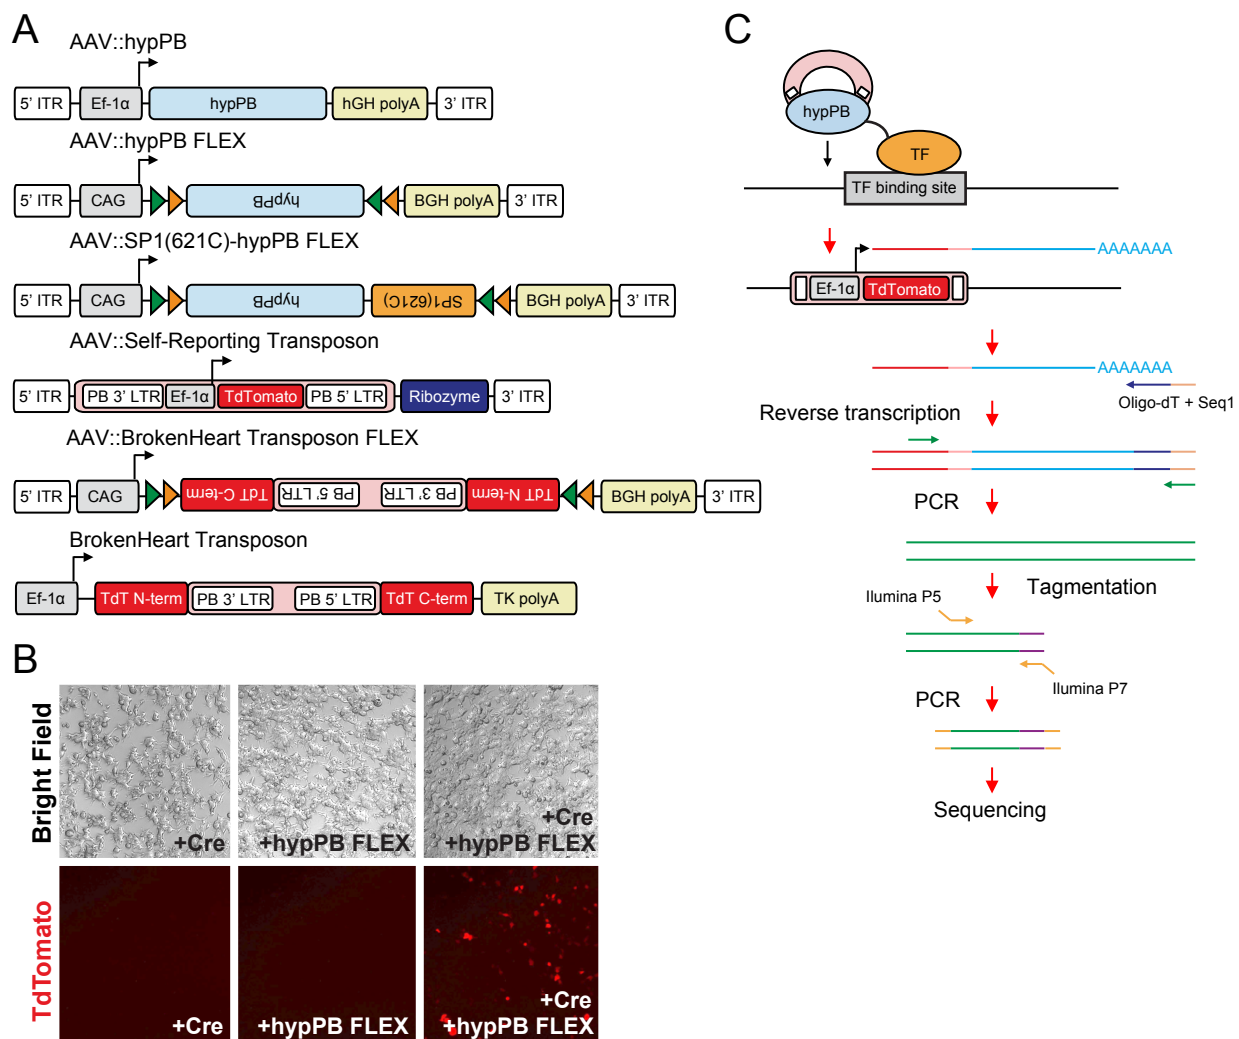 A
AAV::hypPB
5' ITR Ef-1α hypPB hGH polyA 3' ITR
AAV::hypPB FLEX
5' ITR CAG hypPB BGH polyA 3' ITR
AAV::SP1(621C)-hypPB FLEX
5' ITR CAG hypPB SP1(621C) BGH polyA 3' ITR
AAV::Self-Reporting Transposon
5' ITR PB 3' LTR Ef-1α TdTomato PB 5' LTR Ribozyme 3' ITR
AAV::BrokenHeart Transposon FLEX
5' ITR CAG TdT C-term PB 5' LTR PB 3' LTR TdT N-term BGH polyA 3' ITR
BrokenHeart Transposon
Ef-1α TdT N-term PB 3' LTR PB 5' LTR TdT C-term TK polyA
B
Bright Field
+Cre
+hypPB FLEX
+Cre
+hypPB FLEX
TdTomato
+Cre
+hypPB FLEX
+Cre
+hypPB FLEX
C
hypPB
TF
TF binding site
AAAAAAA
Ef-1α TdTomato
AAAAAAA
Oligo-dT + Seq1
Reverse transcription
PCR
Tagmentation
Ilumina P5
Ilumina P7
PCR
Sequencing